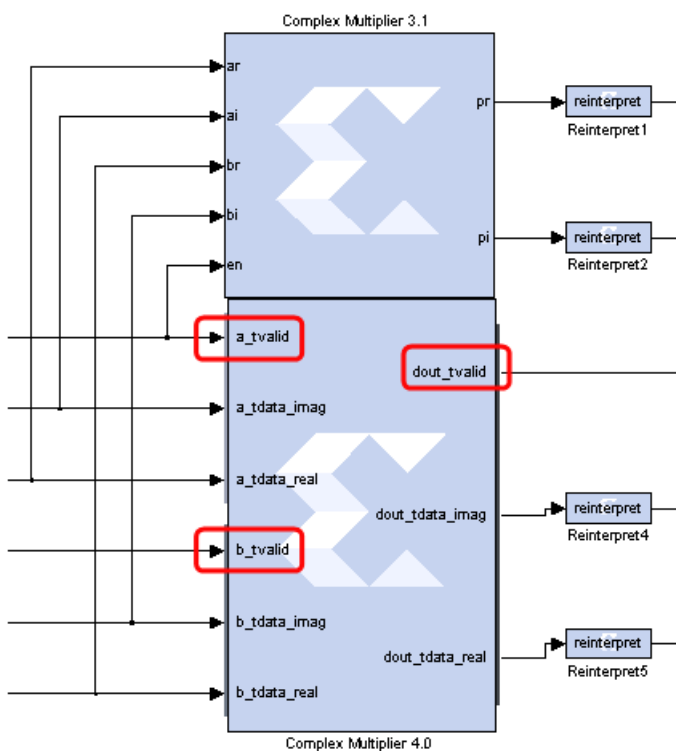 Complex Multiplier 3.1
ar
ai
br
bi
en
pr
pi
reinterpret
Reinterpret1
reinterpret
Reinterpret2
a_tvalid
a_tdata_imag
a_tdata_real
b_tvalid
b_tdata_imag
b_tdata_real
dout_tvalid
dout_tdata_imag
dout_tdata_real
reinterpret
Reinterpret4
reinterpret
Reinterpret5
Complex Multiplier 4.0